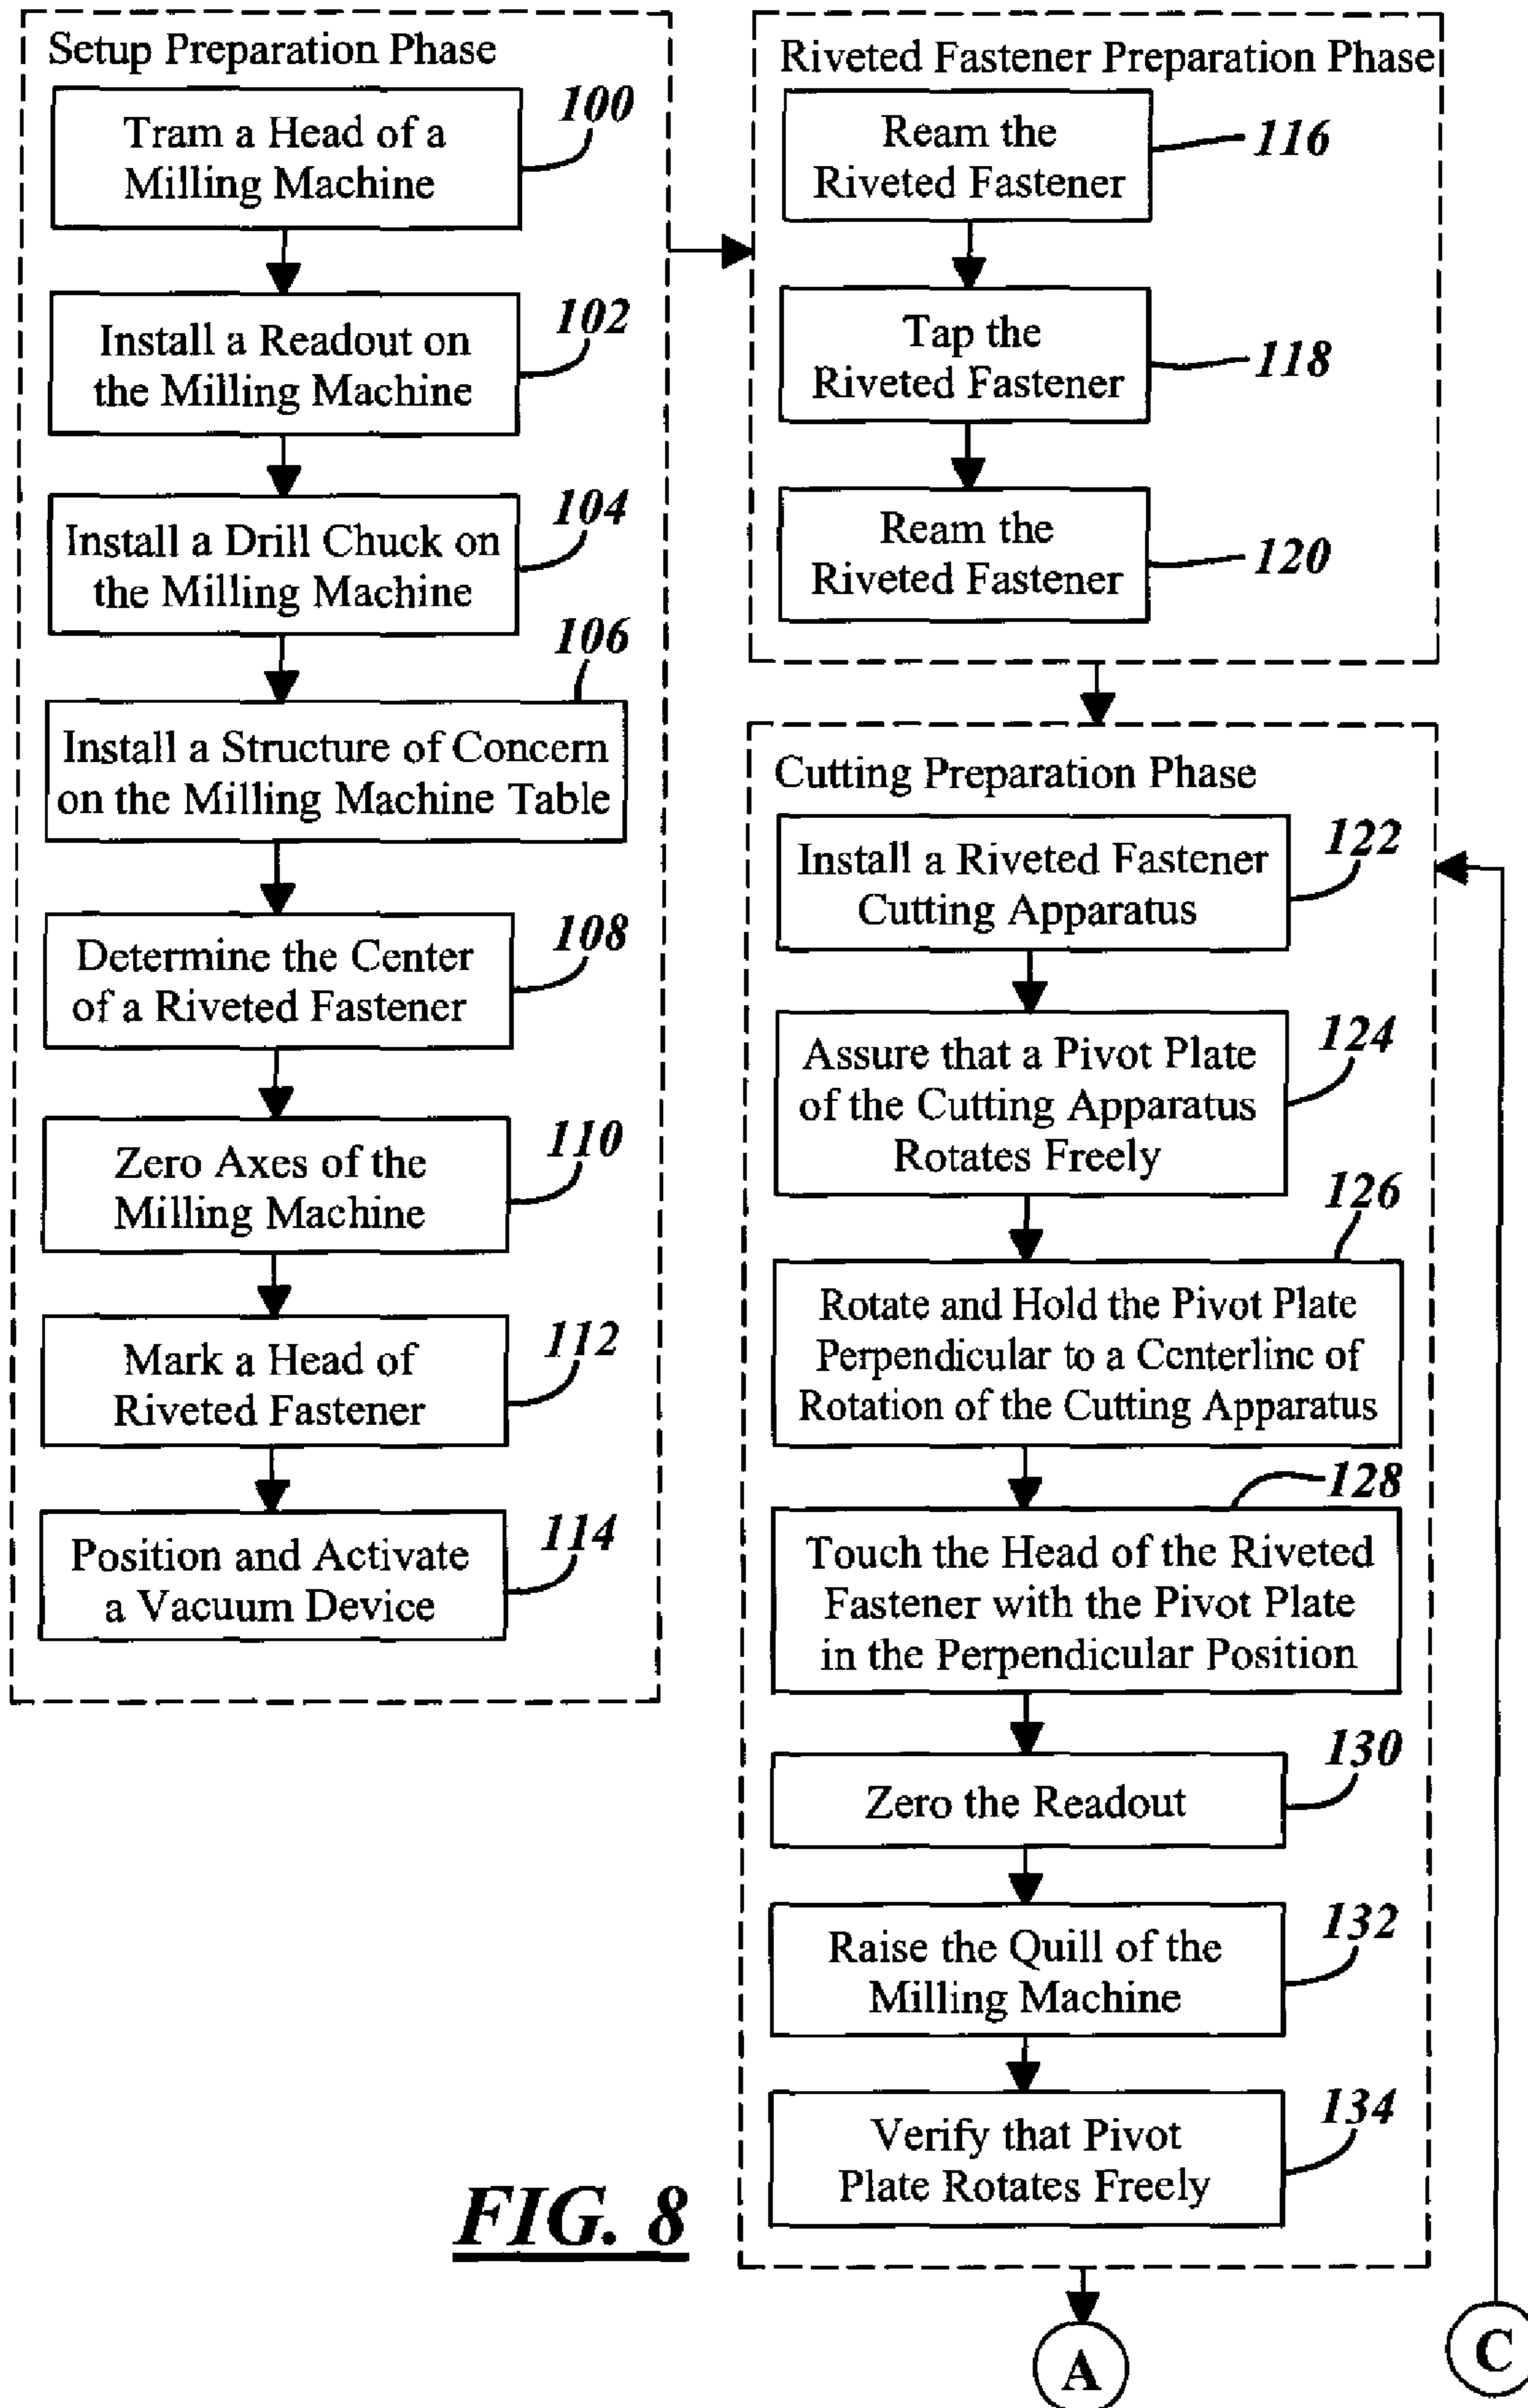 Setup Preparation Phase
100
Tram a Head of a
Milling Machine
102
Install a Readout on
the Milling Machine
104
Install a Drill Chuck on
the Milling Machine
106
Install a Structure of Concern
on the Milling Machine Table
108
Determine the Center
of a Riveted Fastener
110
Zero Axes of the
Milling Machine
112
Mark a Head of
Riveted Fastener
114
Position and Activate
a Vacuum Device
Riveted Fastener Preparation Phase
Ream the
Riveted Fastener
116
Tap the
Riveted Fastener
118
Ream the
Riveted Fastener
120
Cutting Preparation Phase
122
Install a Riveted Fastener
Cutting Apparatus
124
Assure that a Pivot Plate
of the Cutting Apparatus
Rotates Freely
126
Rotate and Hold the Pivot Plate
Perpendicular to a Centerline of
Rotation of the Cutting Apparatus
128
Touch the Head of the Riveted
Fastener with the Pivot Plate
in the Perpendicular Position
130
Zero the Readout
132
Raise the Quill of the
Milling Machine
134
Verify that Pivot
Plate Rotates Freely
FIG. 8
A
C